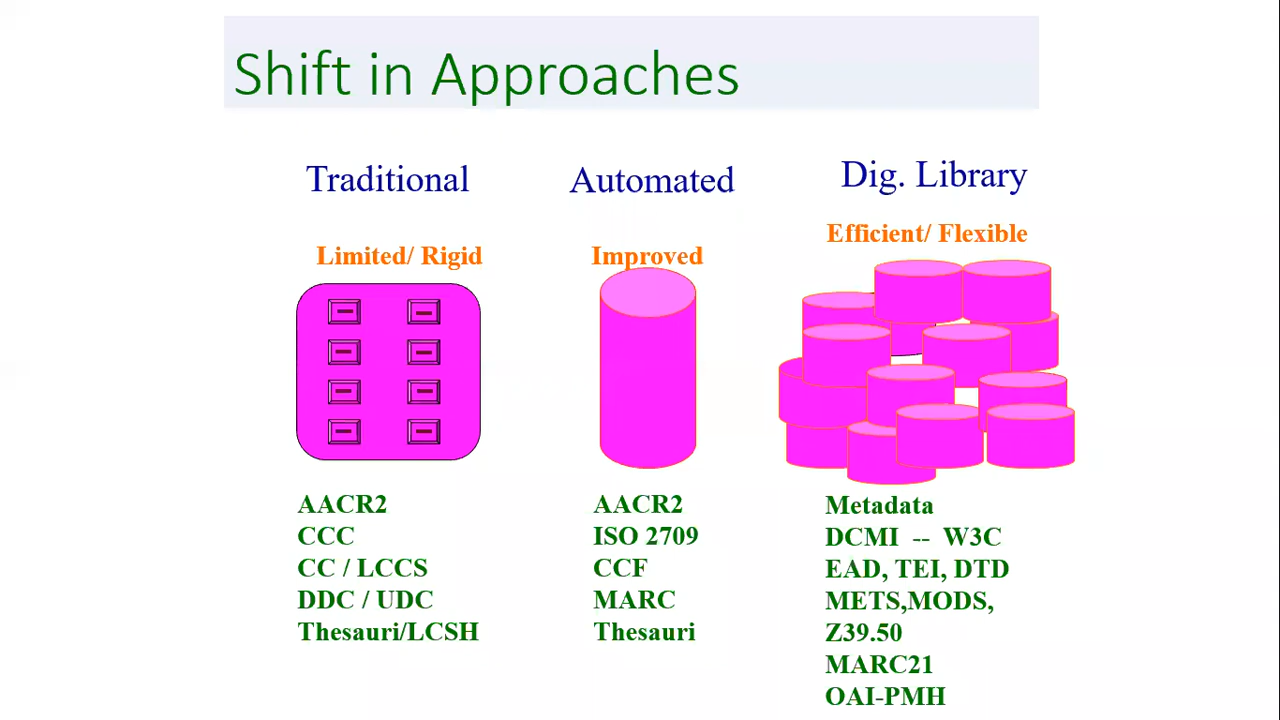 Shift in Approaches
Traditional
Limited/ Rigid
AACR2
CCC
CC / LCCS
DDC / UDC
Thesauri/LCSH
Automated
Improved
AACR2
ISO 2709
CCF
MARC
Thesauri
Dig. Library
Efficient/ Flexible
Metadata
DCMI -- W3C
EAD, TEI, DTD
METS,MODS,
Z39.50
MARC21
OAI-PMH